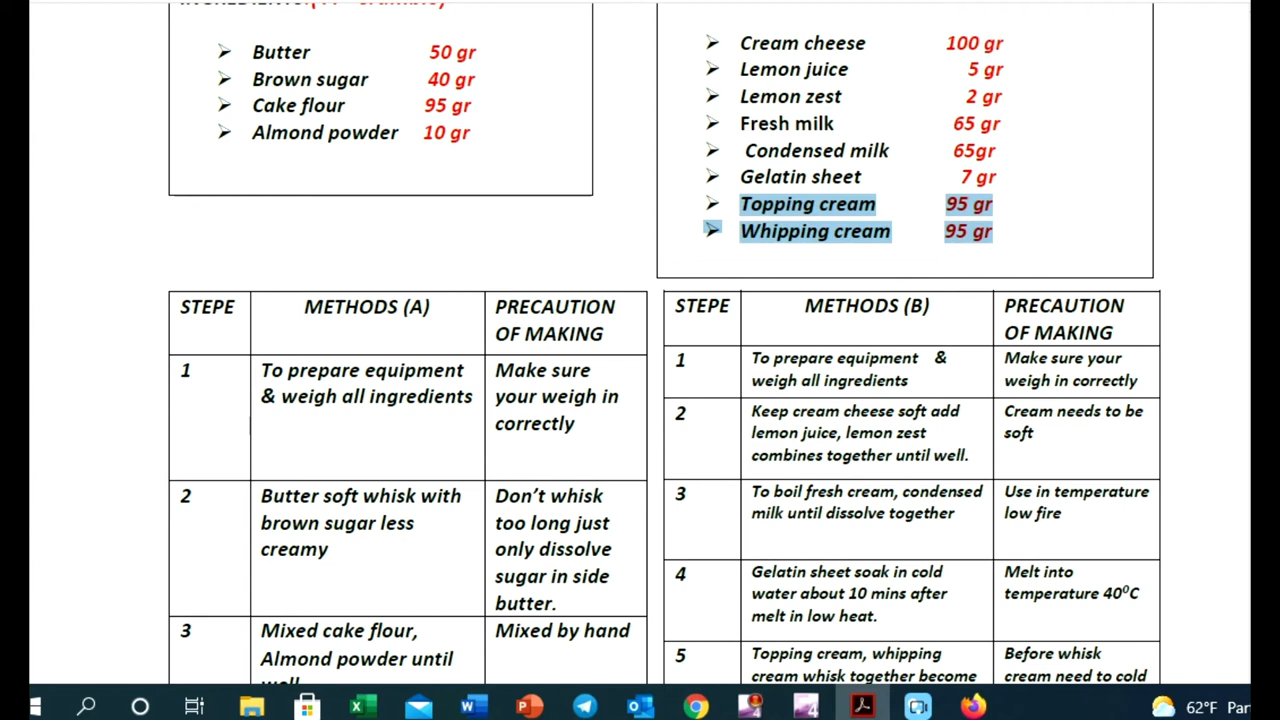 Butter 50 gr
Brown sugar 40 gr
Cake flour 95 gr
Almond powder 10 gr
Cream cheese 100 gr
Lemon juice 5 gr
Lemon zest 2 gr
Fresh milk 65 gr
Condensed milk 65gr
Gelatin sheet 7 gr
Topping cream 95 gr
Whipping cream 95 gr
STEPE METHODS (A) PRECAUTION
OF MAKING
1 To prepare equipment Make sure
& weigh all ingredients your weigh in
correctly
2 Butter soft whisk with Don't whisk
brown sugar less too long just
creamy only dissolve
sugar in side
butter.
3 Mixed cake flour, Mixed by hand
Almond powder until
STEPE METHODS (B) PRECAUTION
OF MAKING
1 To prepare equipment & Make sure your
weigh all ingredients weigh in correctly
2 Keep cream cheese soft add Cream needs to be
lemon juice, lemon zest soft
combines together until well.
3 To boil fresh cream, condensed Use in temperature
milk until dissolve together low fire
4 Gelatin sheet soak in cold Melt into
water about 10 mins after temperature 40⁰C
melt in low heat.
5 Topping cream, whipping Before whisk
cream whisk together become cream need to cold
62°F Par